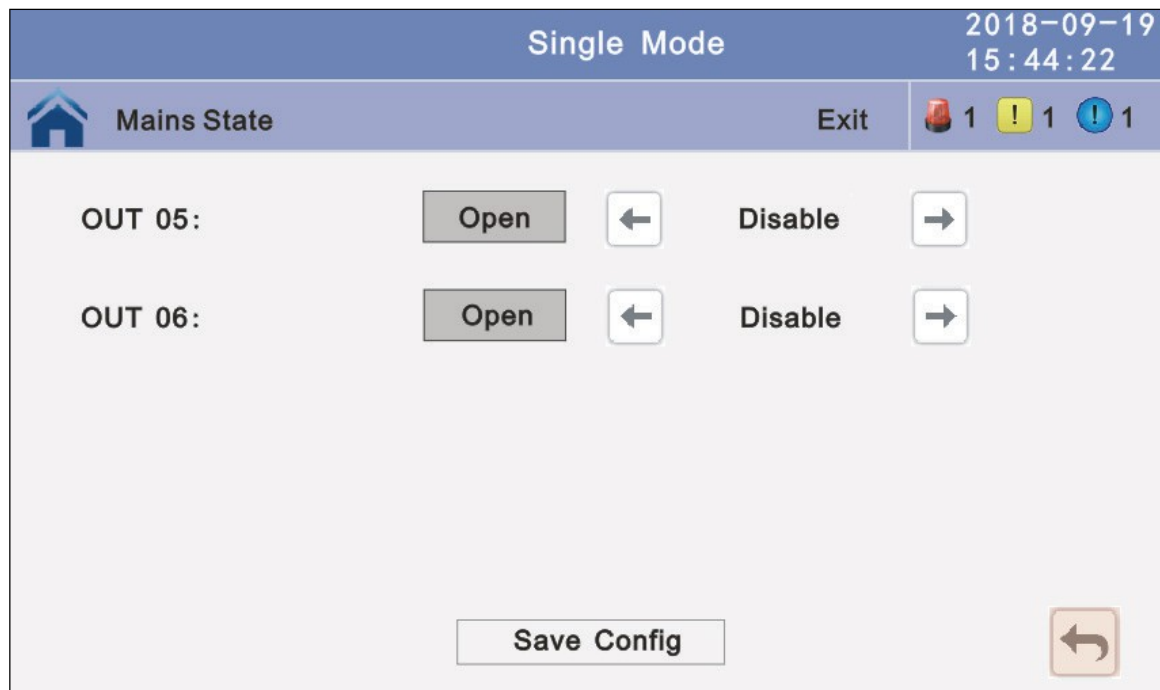 Single Mode
2018-09-19
15:44:22
Mains State Exit 1 ! 1 ! 1
OUT 05: Open Disable
OUT 06: Open Disable
Save Config